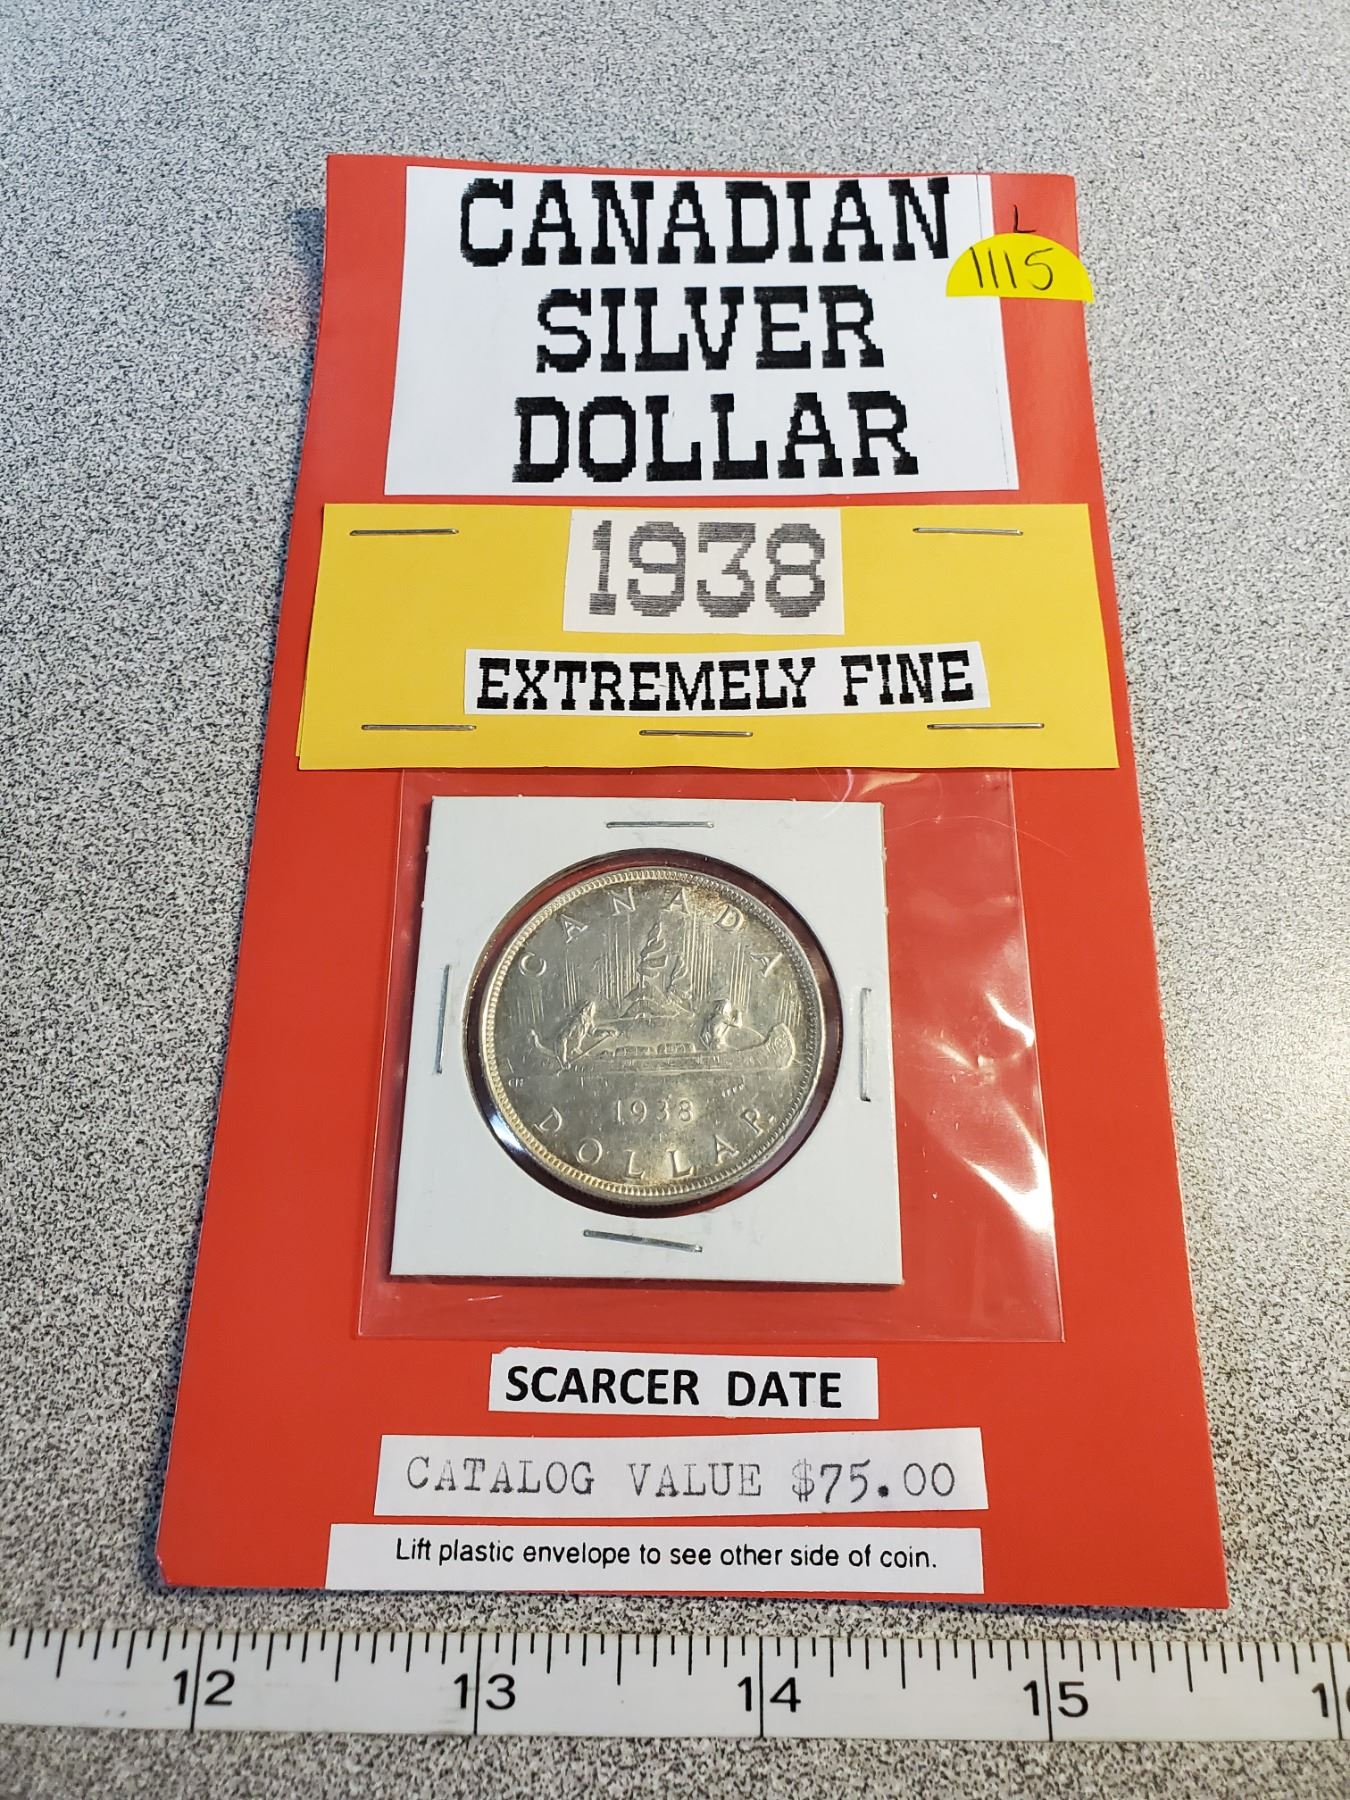 CANADIAN
L
1115
SILVER
DOLLAR
1938
EXTREMELY FINE
CANADA
1938
DOLLAR
SCARCER DATE
CATALOG VALUE $75.00
Lift plastic envelope to see other side of coin.
12 13 14 15